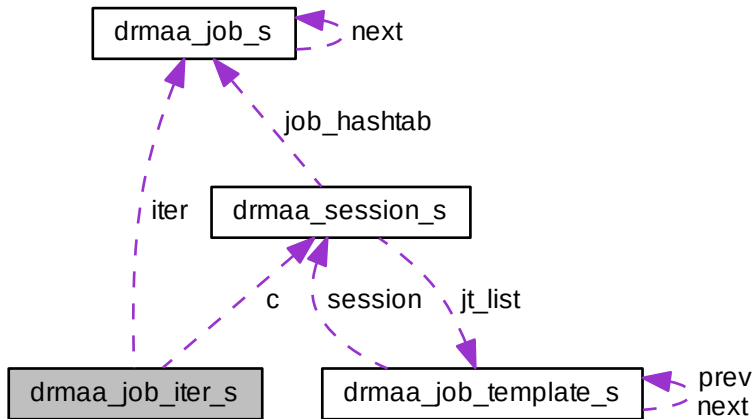 drmaa_job_s
next
job_hashtab
drmaa_session_s
iter
c
session
jt_list
drmaa_job_iter_s
drmaa_job_template_s
prev
next